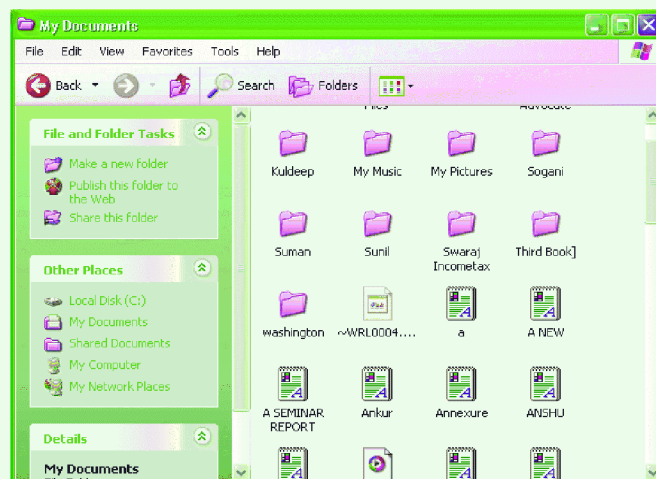 My Documents
File Edit View Favorites Tools Help
Back Search Folders
File and Folder Tasks
Make a new folder
Publish this folder to
the Web
Share this folder
Other Places
Local Disk (C:)
My Documents
Shared Documents
My Computer
My Network Places
Details
My Documents
Files Advocate
Kuldeep My Music My Pictures Sogani
Suman Sunil Swaraj Third Book]
Incometax
washington ~WRL0004.... a A NEW
A SEMINAR Ankur Annexure ANSHU
REPORT